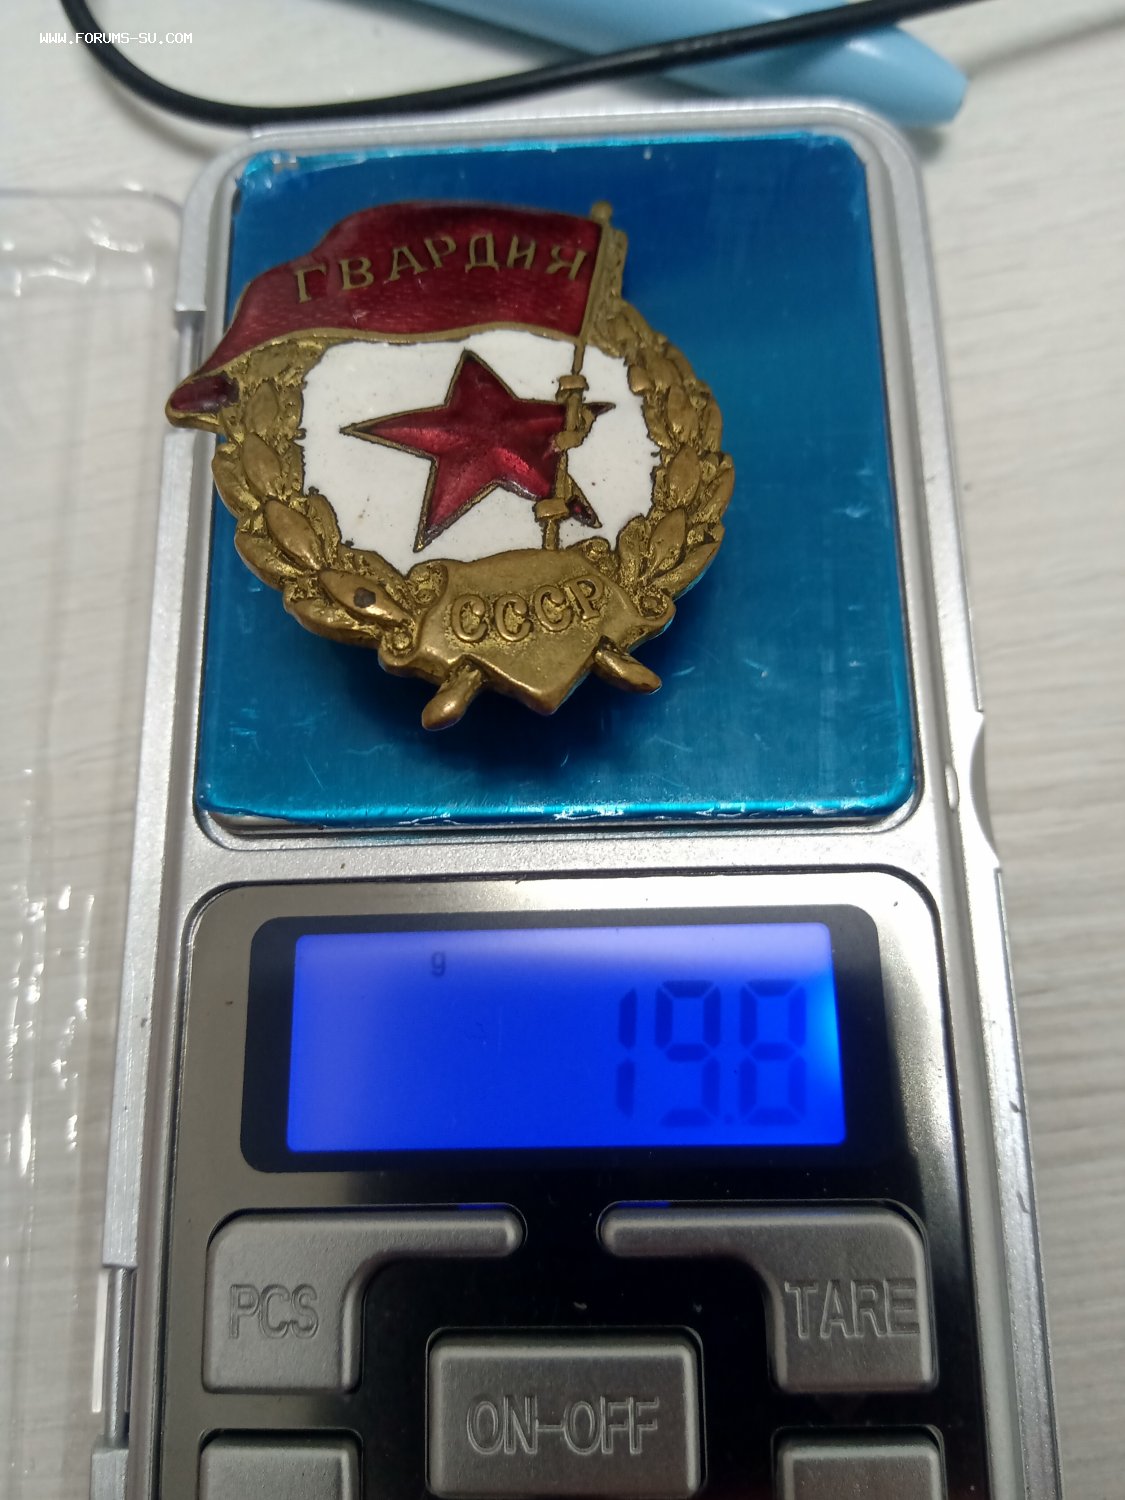 WWW.FORUMS-SU.COM
ГВАРДИЯ
СССР
g
19.8
PCS
TARE
ON-OFF